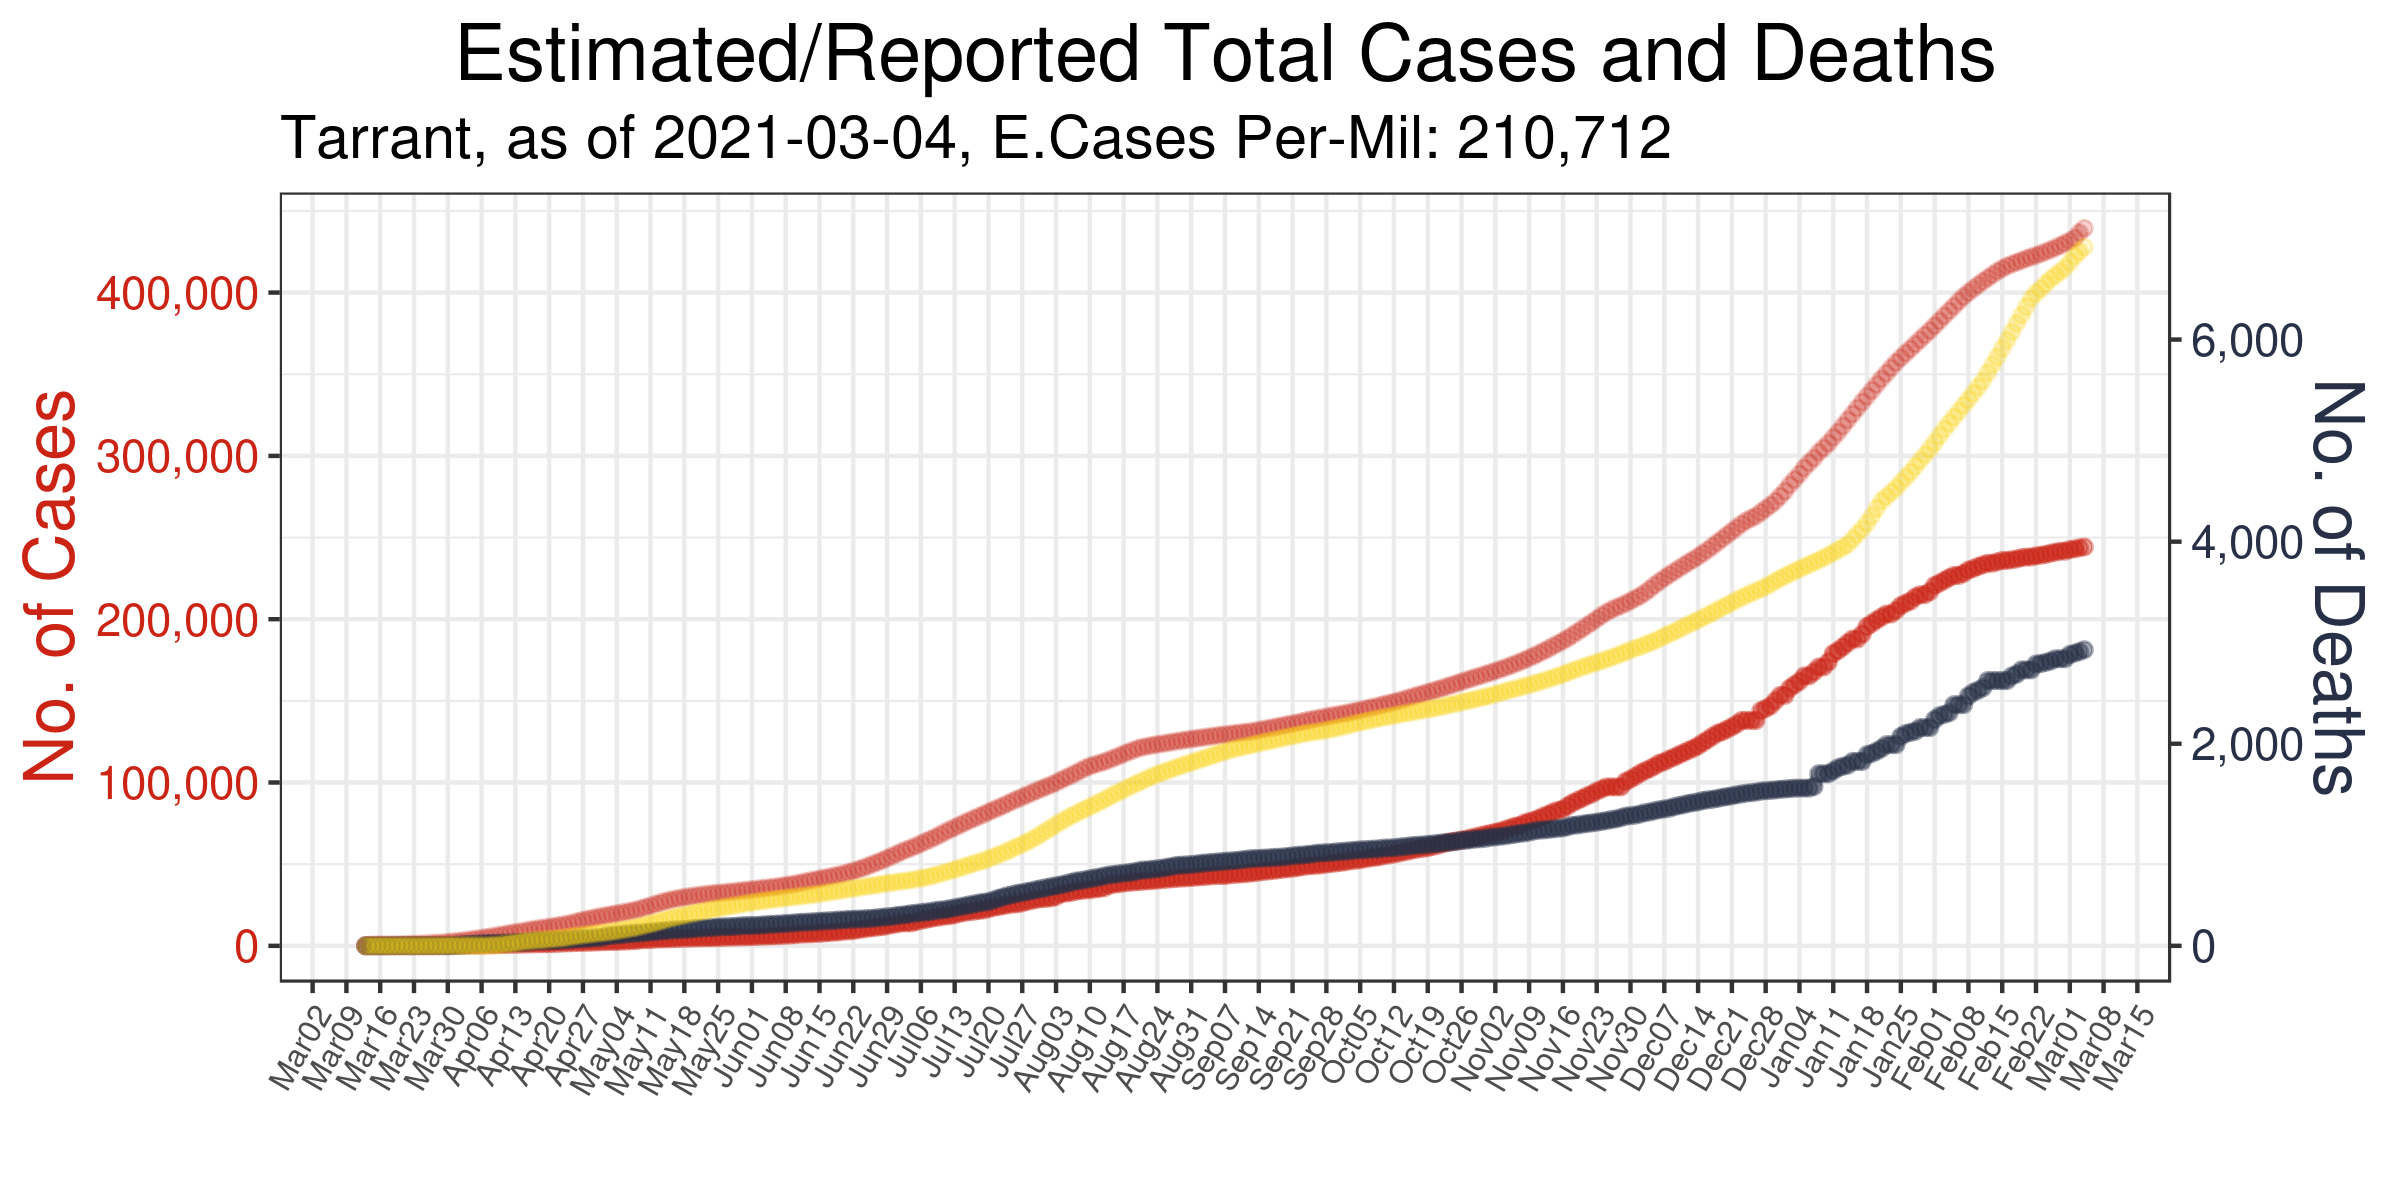 Estimated/Reported Total Cases and Deaths
Tarrant, as of 2021-03-04, E.Cases Per-Mil: 210,712
No. of Cases
400,000
300,000
200,000
100,000
0
6,000
4,000
2,000
0
No. of Deaths
Mar02
Mar09
Mar16
Mar23
Mar30
Apr06
Apr13
Apr20
Apr27
May04
May11
May18
May25
Jun01
Jun08
Jun15
Jun22
Jun29
Jul06
Jul13
Jul20
Jul27
Aug03
Aug10
Aug17
Aug24
Aug31
Sep07
Sep14
Sep21
Sep28
Oct05
Oct12
Oct19
Oct26
Nov02
Nov09
Nov16
Nov23
Nov30
Dec07
Dec14
Dec21
Dec28
Jan04
Jan11
Jan18
Jan25
Feb01
Feb08
Feb15
Feb22
Mar01
Mar08
Mar15